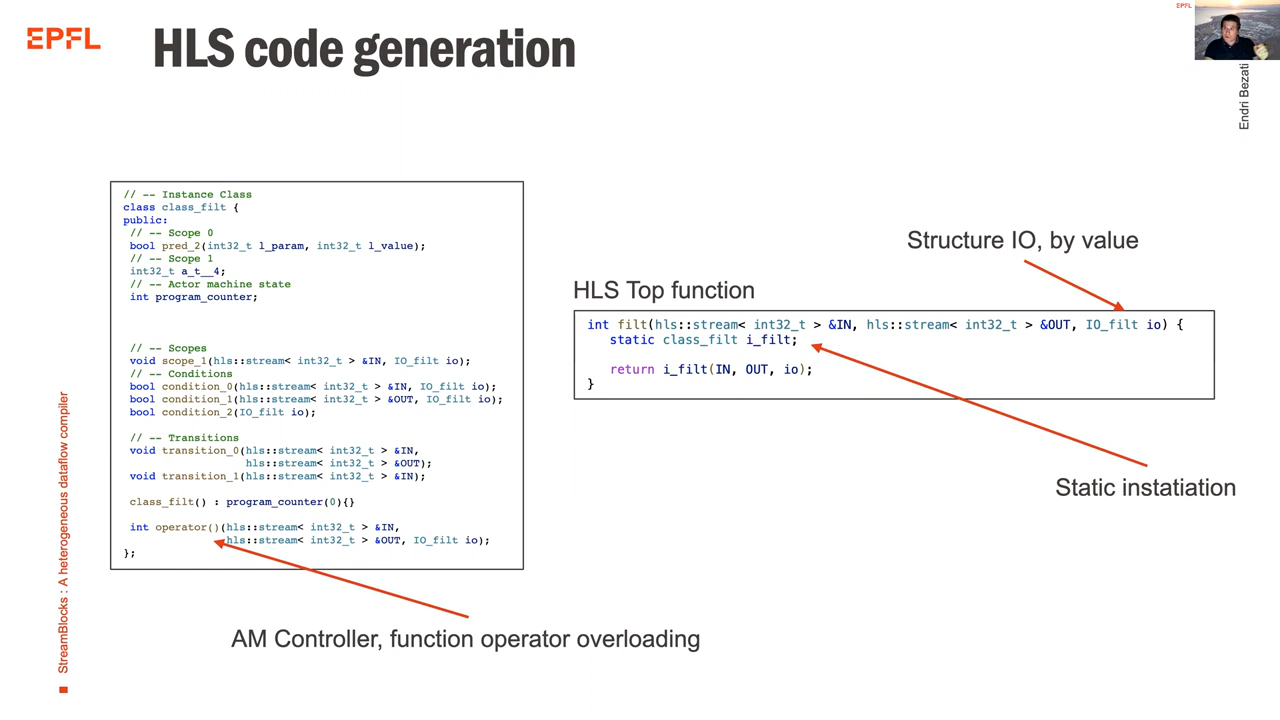 EPFL
HLS code generation
EPFL
Endri Bezati
StreamBlocks : A heterogeneous dataflow compiler
// -- Instance Class
class class_filt {
public:
// -- Scope 0
bool pred_2(int32_t l_param, int32_t l_value);
// -- Scope 1
int32_t a_t__4;
// -- Actor machine state
int program_counter;
// -- Scopes
void scope_1(hls::stream< int32_t > &IN, IO_filt io);
// -- Conditions
bool condition_0(hls::stream< int32_t > &IN, IO_filt io);
bool condition_1(hls::stream< int32_t > &OUT, IO_filt io);
bool condition_2(IO_filt io);
// -- Transitions
void transition_0(hls::stream< int32_t > &IN,
hls::stream< int32_t > &OUT);
void transition_1(hls::stream< int32_t > &IN);
class_filt() : program_counter(0){}
int operator()(hls::stream< int32_t > &IN,
hls::stream< int32_t > &OUT, IO_filt io);
};
AM Controller, function operator overloading
Structure IO, by value
HLS Top function
int filt(hls::stream< int32_t > &IN, hls::stream< int32_t > &OUT, IO_filt io) {
static class_filt i_filt;
return i_filt(IN, OUT, io);
}
Static instatiation